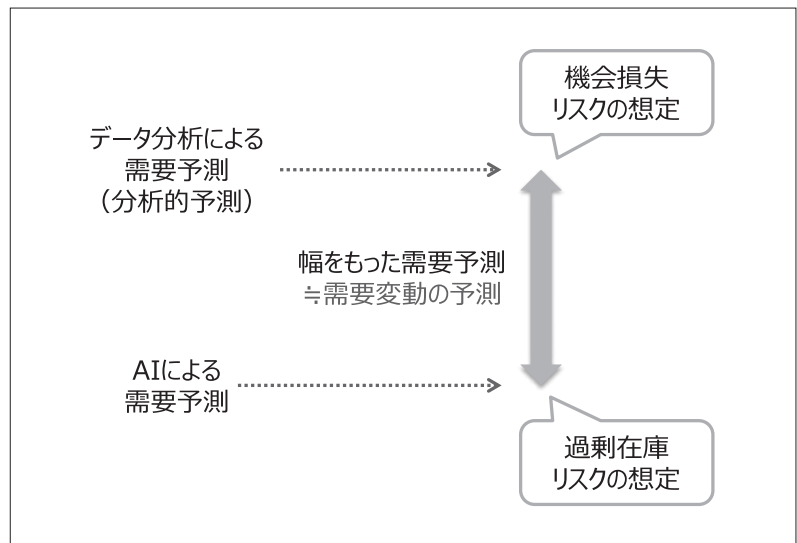 機会損失
リスクの想定
データ分析による
需要予測
（分析的予測）
幅をもった需要予測
≒需要変動の予測
AIによる
需要予測
過剰在庫
リスクの想定